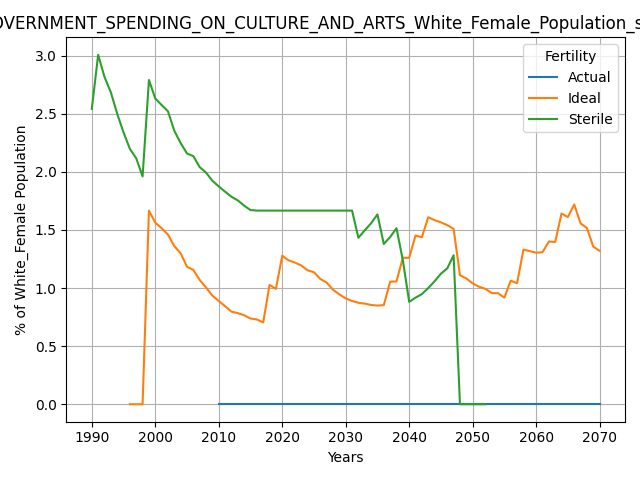 OVERNMENT_SPENDING_ON_CULTURE_AND_ARTS_White_Female_Population_s
3.0
2.5
2.0
1.5
1.0
0.5
0.0
% of White_Female Population
Fertility
Actual
Ideal
Sterile
1990
2000
2010
2020
2030
2040
2050
2060
2070
Years